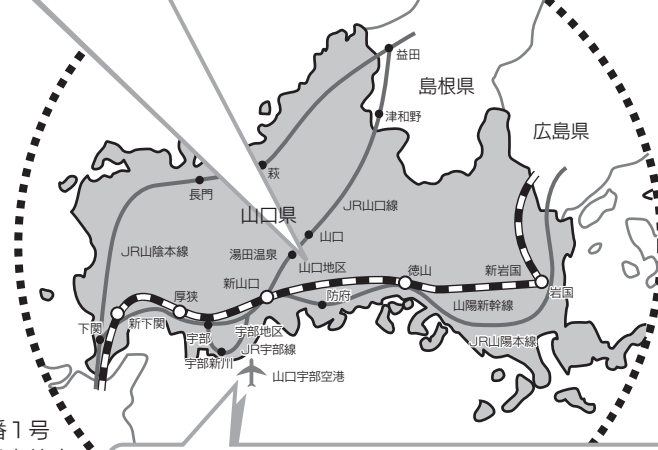 益田
島根県
津和野
広島県
萩
長門
山口県
JR山口線
山口
JR山陰本線
湯田温泉
山口地区
徳山
新岩国
新山口
厚狭
防府
岩国
山陽新幹線
下関
新下関
宇部
宇部地区
JR宇部線
JR山陽本線
宇部新川
山口宇部空港
番1号